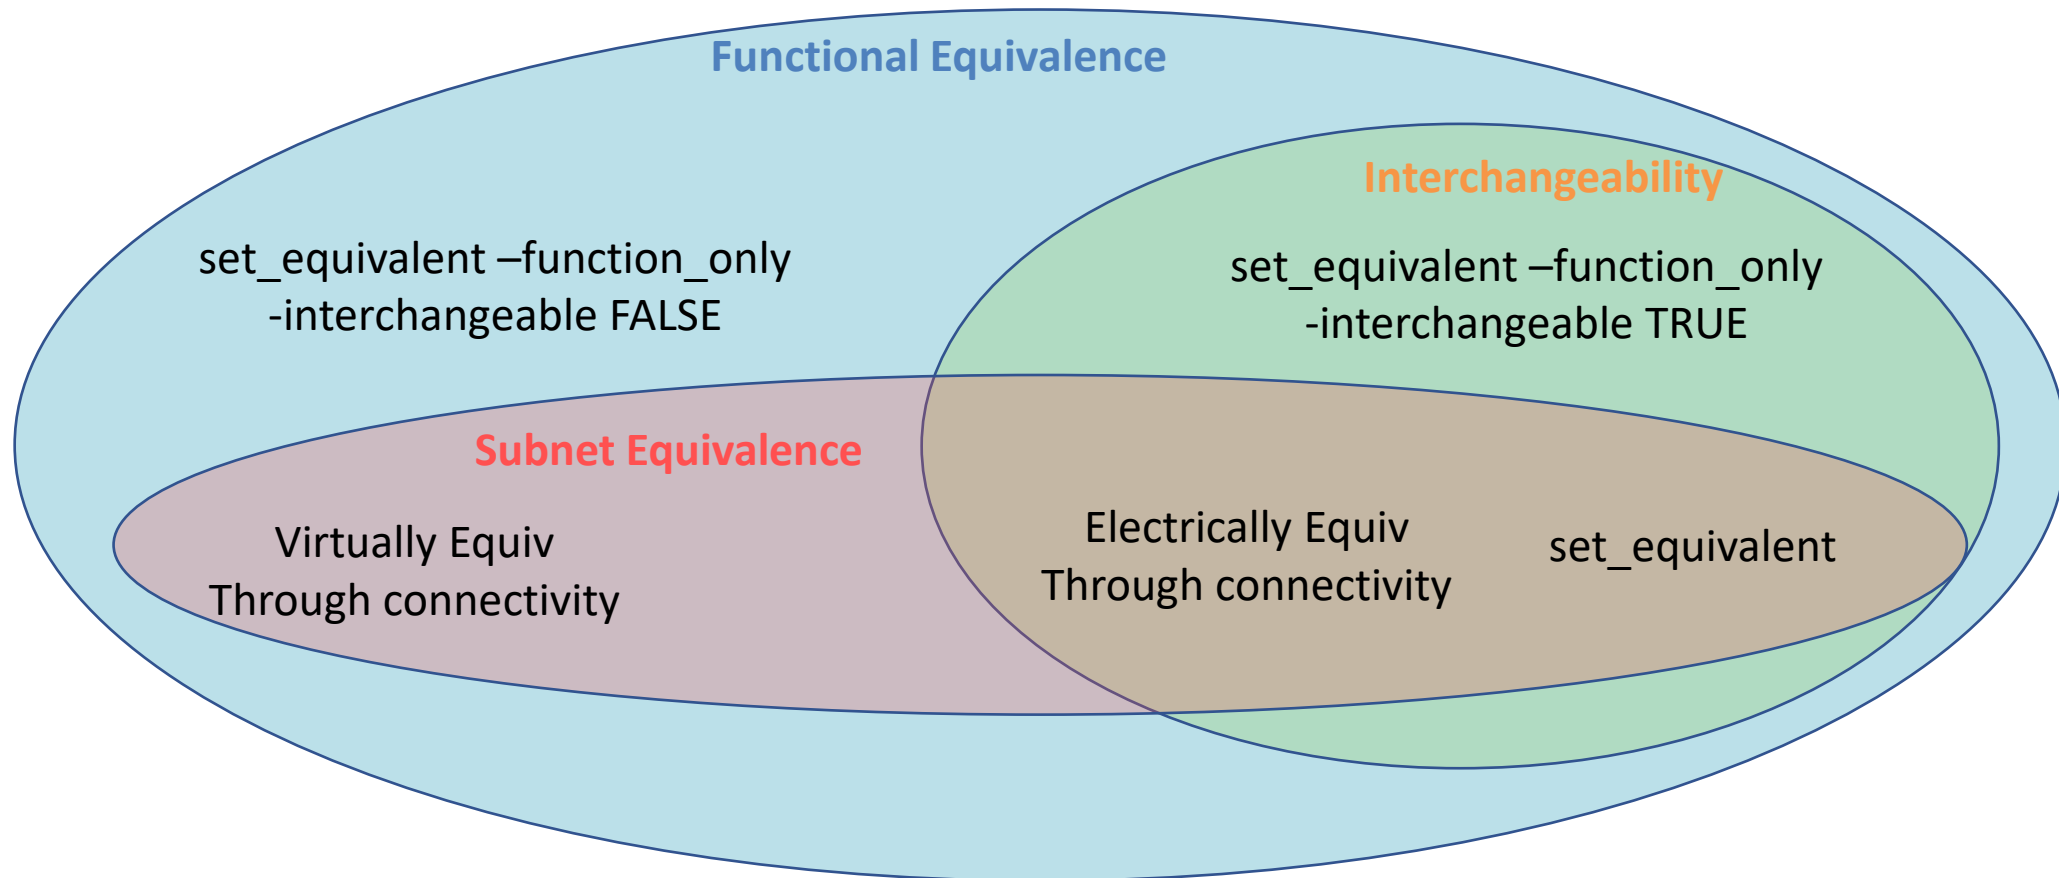 Functional Equivalence
Interchangeability
set_equivalent –function_only
-interchangeable FALSE
set_equivalent –function_only
-interchangeable TRUE
Subnet Equivalence
Virtually Equiv
Through connectivity
Electrically Equiv
Through connectivity
set_equivalent